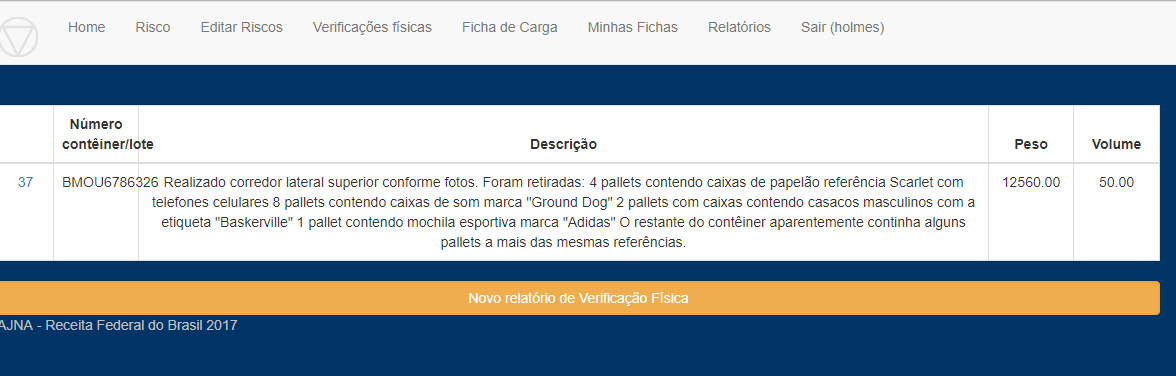 Home Risco Editar Riscos Verificações físicas Ficha de Carga Minhas Fichas Relatórios Sair (holmes)
Número
contêiner/lote Descrição Peso Volume
37 BMOU6786326 Realizado corredor lateral superior conforme fotos. Foram retiradas: 4 pallets contendo caixas de papelão referência Scarlet com 12560.00 50.00
telefones celulares 8 pallets contendo caixas de som marca "Ground Dog" 2 pallets com caixas contendo casacos masculinos com a
etiqueta "Baskerville" 1 pallet contendo mochila esportiva marca "Adidas" O restante do contêiner aparentemente continha alguns
pallets a mais das mesmas referências.
Novo relatório de Verificação Física
AJNA - Receita Federal do Brasil 2017